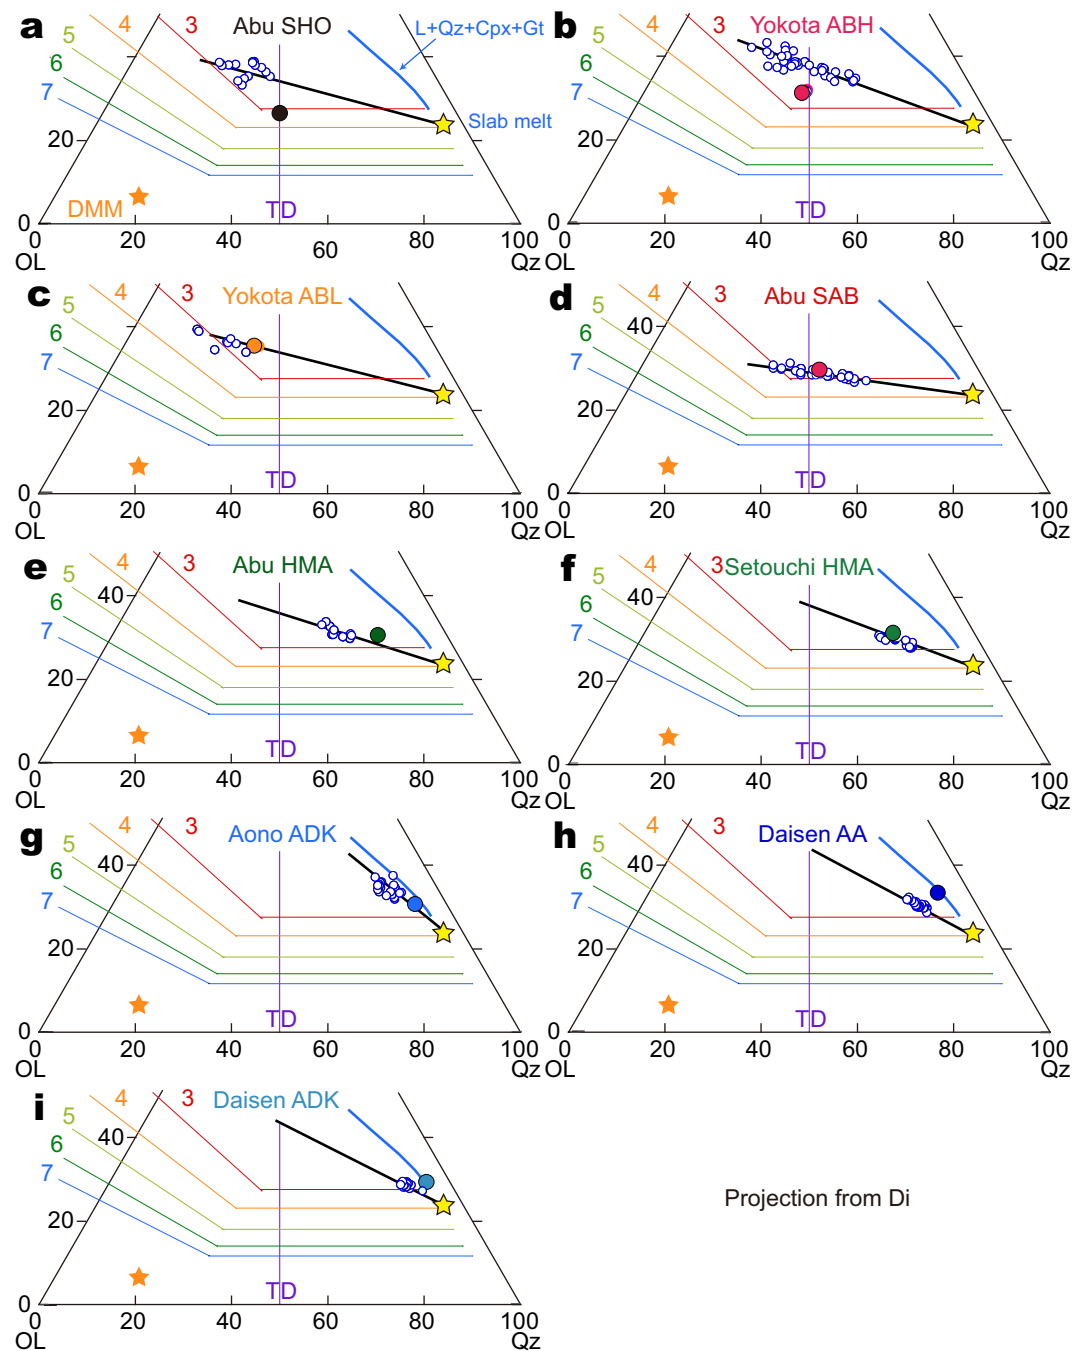 a
Abu SHO
3
4
5
6
7
L+Qz+Cpx+Gt
Slab melt
20
DMM
TD
0
0
20
40
60
80
100
OL
Qz
b
Yokota ABH
3
4
5
6
7
20
TD
0
0
20
40
60
80
100
OL
Qz
c
Yokota ABL
3
4
5
6
7
20
TD
0
0
20
40
60
80
100
OL
Qz
d
Abu SAB
3
4
5
6
7
40
20
TD
0
0
20
40
60
80
100
OL
Qz
e
Abu HMA
3
4
5
6
7
40
20
TD
0
0
20
40
60
80
100
OL
Qz
f
Setouchi HMA
3
4
5
6
7
40
20
TD
0
0
20
40
60
80
100
OL
Qz
g
Aono ADK
3
4
5
6
7
40
20
TD
0
0
20
40
60
80
100
OL
Qz
h
Daisen AA
3
4
5
6
7
40
20
TD
0
0
20
40
60
80
100
OL
Qz
i
Daisen ADK
3
4
5
6
7
40
20
TD
0
0
20
40
60
80
100
OL
Qz
Projection from Di